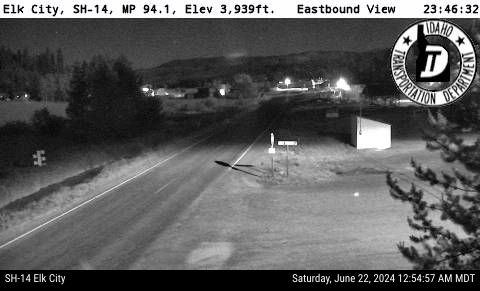 Elk City, SH-14, MP 94.1, Elev 3,939ft. Eastbound View 23:46:32
IDAHO
TRANSPORTATION DEPARTMENT
SH-14 Elk City Saturday, June 22, 2024 12:54:57 AM MDT